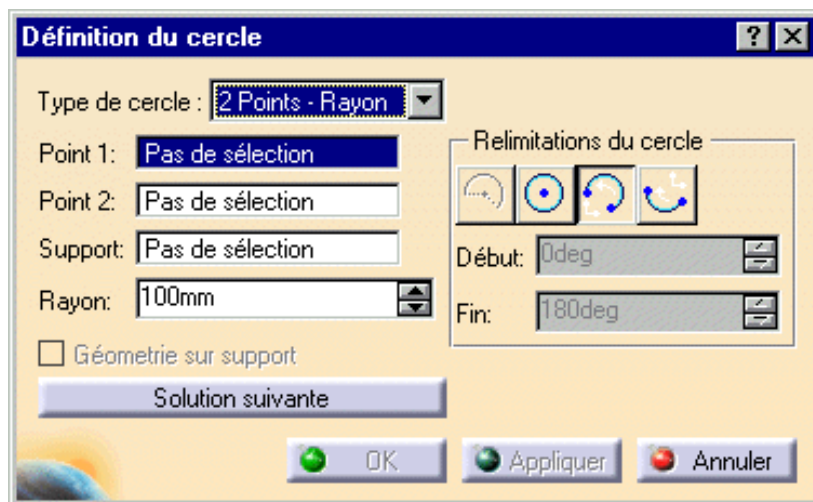 Définition du cercle
Type de cercle : 2 Points - Rayon
Point 1: Pas de sélection
Point 2: Pas de sélection
Support: Pas de sélection
Rayon: 100mm
Géometrie sur support
Solution suivante
Relimitations du cercle
Début: 0deg
Fin: 180deg
OK Appliquer Annuler